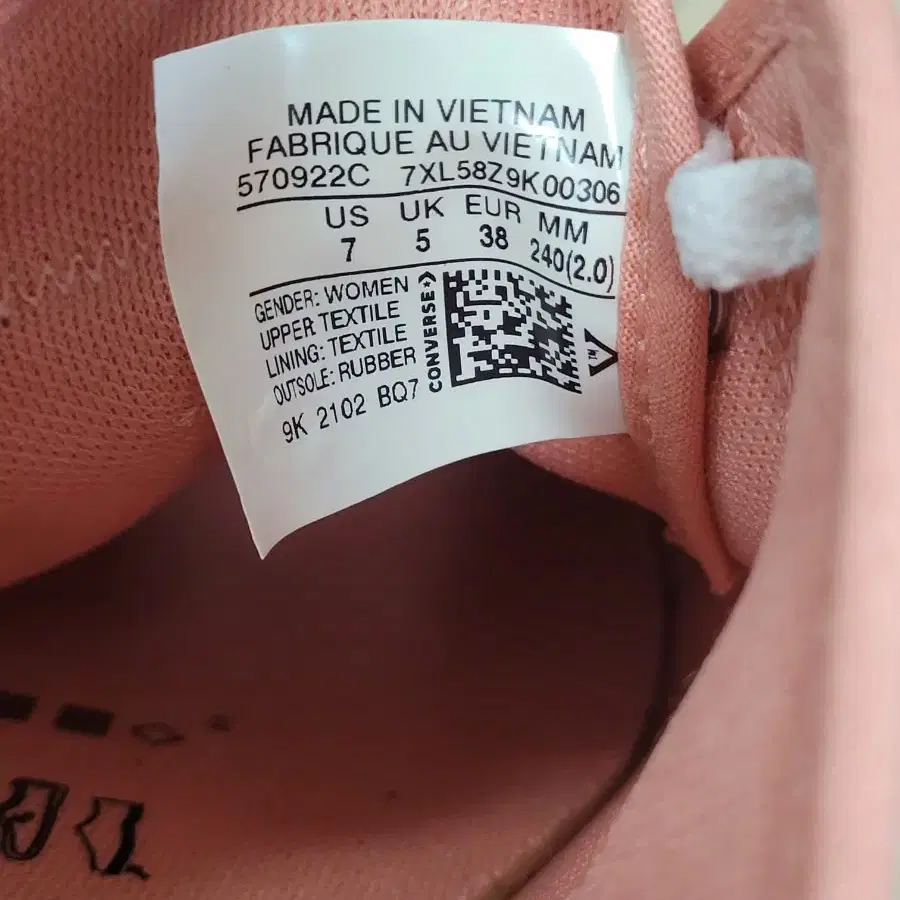 MADE IN VIETNAM
FABRIQUE AU VIETNAM
570922C 7XL58Z9K00306
US UK EUR MM
7 5 38 240(2.0)
GENDER: WOMEN
UPPER TEXTILE
LINING: TEXTILE
OUTSOLE: RUBBER
9K 2102 BQ7
CONVERSE
TM